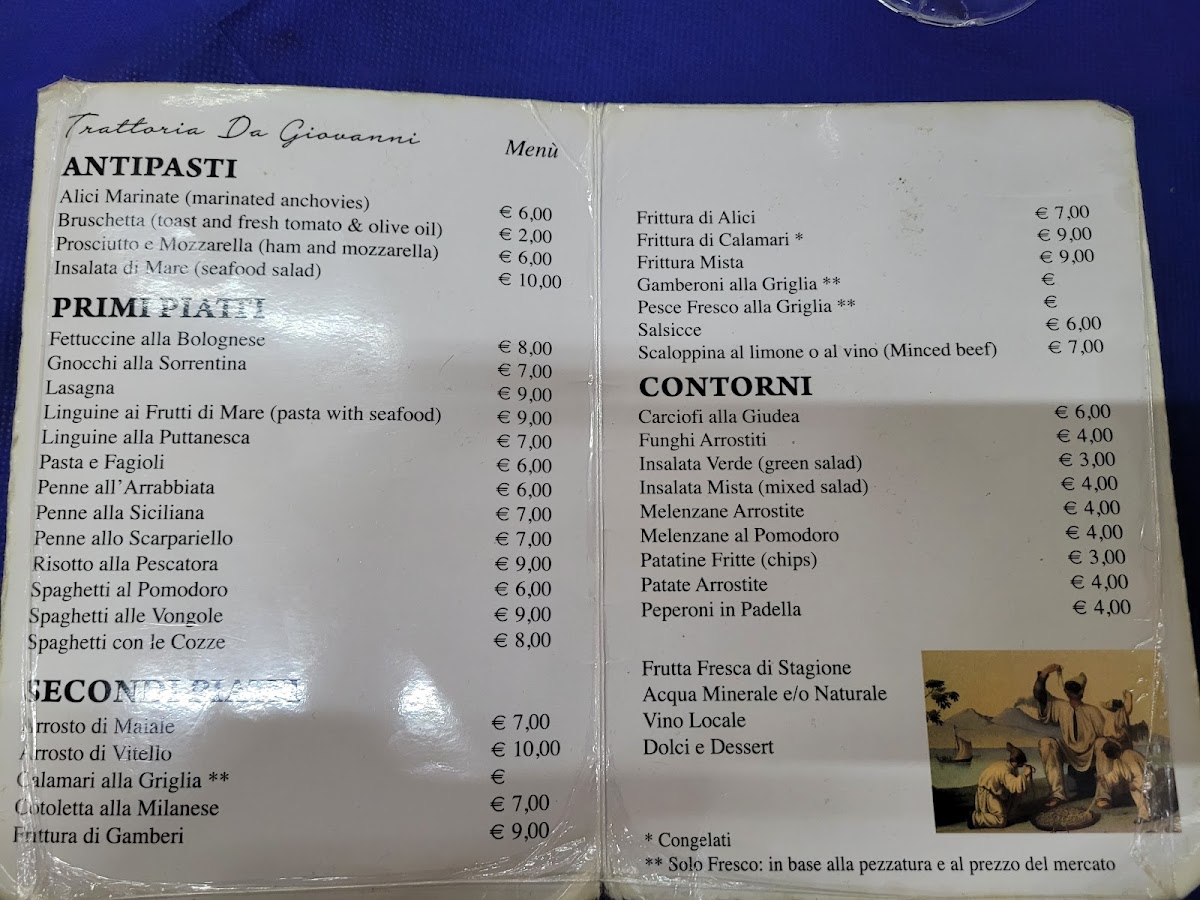 Trattoria Da Giovanni
Menù
ANTIPASTI
Alici Marinate (marinated anchovies) € 6,00
Bruschetta (toast and fresh tomato & olive oil) € 2,00
Prosciutto e Mozzarella (ham and mozzarella) € 6,00
Insalata di Mare (seafood salad) € 10,00
PRIMI PIATTI
Fettuccine alla Bolognese € 8,00
Gnocchi alla Sorrentina € 7,00
Lasagna € 9,00
Linguine ai Frutti di Mare (pasta with seafood) € 9,00
Linguine alla Puttanesca € 7,00
Pasta e Fagioli € 6,00
Penne all'Arrabbiata € 6,00
Penne alla Siciliana € 7,00
Penne allo Scarpariello € 7,00
Risotto alla Pescatora € 9,00
Spaghetti al Pomodoro € 6,00
Spaghetti alle Vongole € 9,00
Spaghetti con le Cozze € 8,00
SECONDI PIATTI
Arrosto di Maiale € 7,00
Arrosto di Vitello € 10,00
Calamari alla Griglia ** €
Cotoletta alla Milanese € 7,00
Frittura di Gamberi € 9,00
Frittura di Alici € 7,00
Frittura di Calamari * € 9,00
Frittura Mista € 9,00
Gamberoni alla Griglia ** €
Pesce Fresco alla Griglia ** €
Salsicce € 6,00
Scaloppina al limone o al vino (Minced beef) € 7,00
CONTORNI
Carciofi alla Giudea € 6,00
Funghi Arrostiti € 4,00
Insalata Verde (green salad) € 3,00
Insalata Mista (mixed salad) € 4,00
Melenzane Arrostite € 4,00
Melenzane al Pomodoro € 4,00
Patatine Fritte (chips) € 3,00
Patate Arrostite € 4,00
Peperoni in Padella € 4,00
Frutta Fresca di Stagione
Acqua Minerale e/o Naturale
Vino Locale
Dolci e Dessert
* Congelati
** Solo Fresco: in base alla pezzatura e al prezzo del mercato